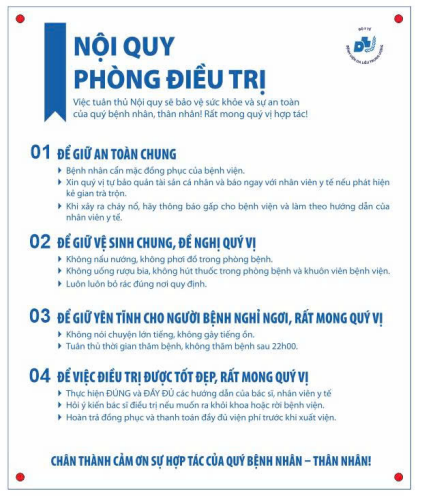 BỘ Y TẾ
BỆNH VIỆN DA LIỄU TRUNG ƯƠNG
NỘI QUY
PHÒNG ĐIỀU TRỊ
Việc tuân thủ Nội quy sẽ bảo vệ sức khỏe và sự an toàn
của quý bệnh nhân, thân nhân! Rất mong quý vị hợp tác!
01 ĐỂ GIỮ AN TOÀN CHUNG
Bệnh nhân cần mặc đồng phục của bệnh viện.
Xin quý vị tự bảo quản tài sản cá nhân và báo ngay với nhân viên y tế nếu phát hiện
kẻ gian trà trộn.
Khi xảy ra cháy nổ, hãy thông báo gấp cho bệnh viện và làm theo hướng dẫn của
nhân viên y tế.
02 ĐỂ GIỮ VỆ SINH CHUNG, ĐỀ NGHỊ QUÝ VỊ
Không nấu nướng, không phơi đồ trong phòng bệnh.
Không uống rượu bia, không hút thuốc trong phòng bệnh và khuôn viên bệnh viện.
Luôn luôn bỏ rác đúng nơi quy định.
03 ĐỂ GIỮ YÊN TĨNH CHO NGƯỜI BỆNH NGHỈ NGƠI, RẤT MONG QUÝ VỊ
Không nói chuyện lớn tiếng, không gây tiếng ồn.
Tuân thủ thời gian thăm bệnh, không thăm bệnh sau 22h00.
04 ĐỂ VIỆC ĐIỀU TRỊ ĐƯỢC TỐT ĐẸP, RẤT MONG QUÝ VỊ
Thực hiện ĐÚNG và ĐẦY ĐỦ các hướng dẫn của bác sĩ, nhân viên y tế
Hỏi ý kiến bác sĩ điều trị nếu muốn ra khỏi khoa hoặc rời bệnh viện.
Hoàn trả đồng phục và thanh toán đầy đủ viện phí trước khi xuất viện.
CHÂN THÀNH CẢM ƠN SỰ HỢP TÁC CỦA QUÝ BỆNH NHÂN – THÂN NHÂN!